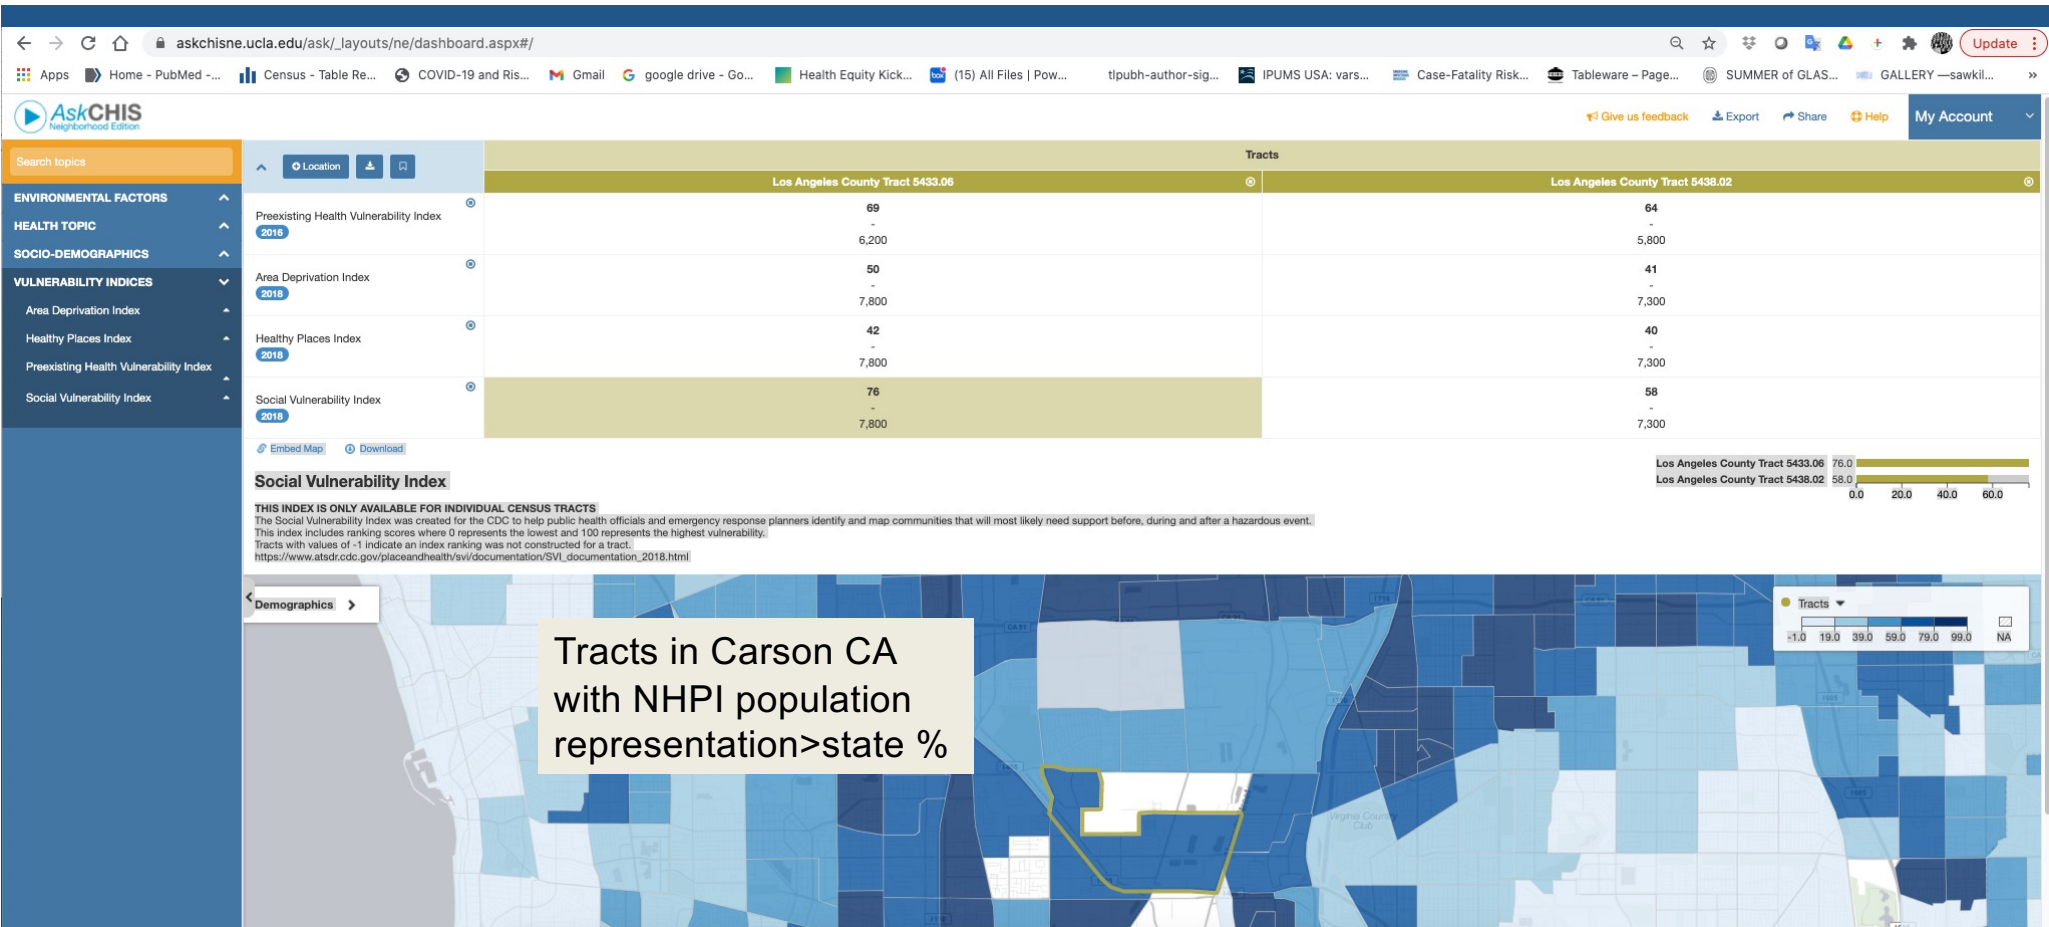 askchisne.ucla.edu/ask/_layouts/ne/dashboard.aspx#/
Update
Apps
Home - PubMed -...
Census - Table Re...
COVID-19 and Ris...
Gmail
google drive - Go...
Health Equity Kick...
(15) All Files | Pow...
tlpubh-author-sig...
IPUMS USA: vars...
Case-Fatality Risk...
Tableware – Page...
SUMMER of GLAS...
GALLERY —sawkil...
»
AskCHIS
Neighborhood Edition
Give us feedback
Export
Share
Help
My Account
Search topics
ENVIRONMENTAL FACTORS
HEALTH TOPIC
SOCIO-DEMOGRAPHICS
VULNERABILITY INDICES
Area Deprivation Index
Healthy Places Index
Preexisting Health Vulnerability Index
Social Vulnerability Index
Location
Tracts
Los Angeles County Tract 5433.06
Los Angeles County Tract 5438.02
Preexisting Health Vulnerability Index
2016
69
-
6,200
64
-
5,800
Area Deprivation Index
2018
50
-
7,800
41
-
7,300
Healthy Places Index
2018
42
-
7,800
40
-
7,300
Social Vulnerability Index
2018
76
-
7,800
58
-
7,300
Embed Map
Download
Social Vulnerability Index
THIS INDEX IS ONLY AVAILABLE FOR INDIVIDUAL CENSUS TRACTS
The Social Vulnerability Index was created for the CDC to help public health officials and emergency response planners identify and map communities that will most likely need support before, during and after a hazardous event.
This index includes ranking scores where 0 represents the lowest and 100 represents the highest vulnerability.
Tracts with values of -1 indicate an index ranking was not constructed for a tract.
https://www.atsdr.cdc.gov/placeandhealth/svi/documentation/SVI_documentation_2018.html
Los Angeles County Tract 5433.06 76.0
Los Angeles County Tract 5438.02 58.0
0.0 20.0 40.0 60.0
Demographics
Tracts
-1.0 19.0 39.0 59.0 79.0 99.0 NA
Tracts in Carson CA
with NHPI population
representation>state %
CA 91
I 710
Virginia Country
Club